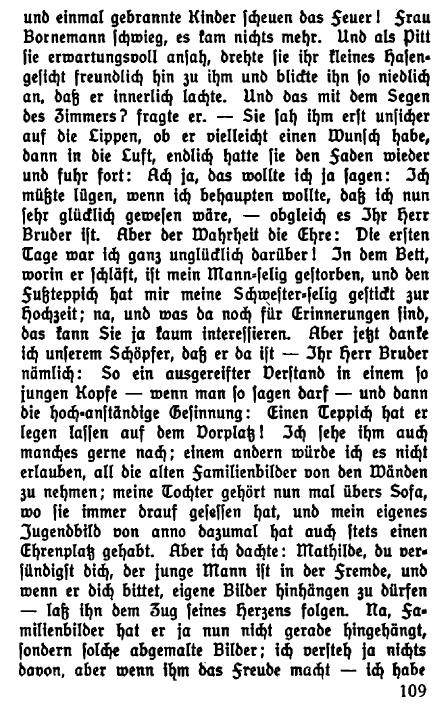 und einmal gebrannte Kinder scheuen das Feuer! Frau
Bornemann schwieg, es kam nichts mehr. Und als Pitt
sie erwartungsvoll ansah, drehte sie ihr kleines Hasen-
gesicht freundlich hin zu ihm und blickte ihn so niedlich
an, daß er innerlich lachte. Und das mit dem Segen
des Zimmers? fragte er. — Sie sah ihm erst unsicher
auf die Lippen, ob er vielleicht einen Wunsch habe,
dann in die Luft, endlich hatte sie den Faden wieder
und fuhr fort: Ach ja, das wollte ich ja sagen: Ich
müßte lügen, wenn ich behaupten wollte, daß ich nun
sehr glücklich gewesen wäre, — obgleich es Ihr Herr
Bruder ist. Aber der Wahrheit die Ehre: Die ersten
Tage war ich ganz unglücklich darüber! In dem Bett,
worin er schläft, ist mein Mann-selig gestorben, und den
Fußteppich hat mir meine Schwester-selig gestickt zur
Hochzeit; na, und was da noch für Erinnerungen sind,
das kann Sie ja kaum interessieren. Aber jetzt danke
ich unserem Schöpfer, daß er da ist — Ihr Herr Bruder
nämlich: So ein ausgereifter Verstand in einem so
jungen Kopfe — wenn man so sagen darf — und dann
die hoch-anständige Gesinnung: Einen Teppich hat er
legen lassen auf dem Vorplatz! Ich sehe ihm auch
manches gerne nach; einem andern würde ich es nicht
erlauben, all die alten Familienbilder von den Wänden
zu nehmen; meine Tochter gehört nun mal übers Sofa,
wo sie immer drauf gesessen hat, und mein eigenes
Jugendbild von anno dazumal hat auch stets einen
Ehrenplatz gehabt. Aber ich dachte: Mathilde, du ver-
sündigst dich, der junge Mann ist in der Fremde, und
wenn er dich bittet, eigene Bilder hinhängen zu dürfen
— laß ihn dem Zug seines Herzens folgen. Na, Fa-
milienbilder hat er ja nun nicht gerade hingehängt,
sondern solche abgemalte Bilder; ich versteh ja nichts
davon, aber wenn ihm das Freude macht — ich habe
109